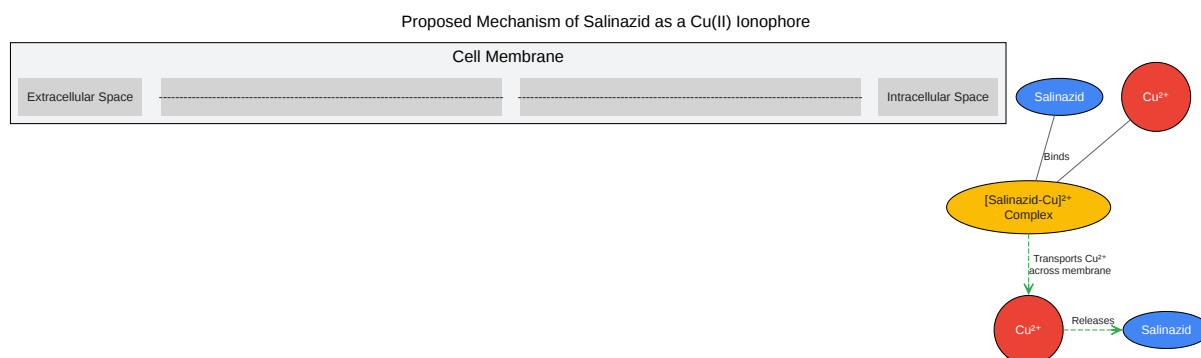 Proposed Mechanism of Salinazid as a Cu(II) Ionophore
Cell Membrane
Extracellular Space
Intracellular Space
Salinazid
Cu²⁺
Binds
[Salinazid-Cu]²⁺
Complex
Transports Cu²⁺
across membrane
Cu²⁺
Releases
Salinazid